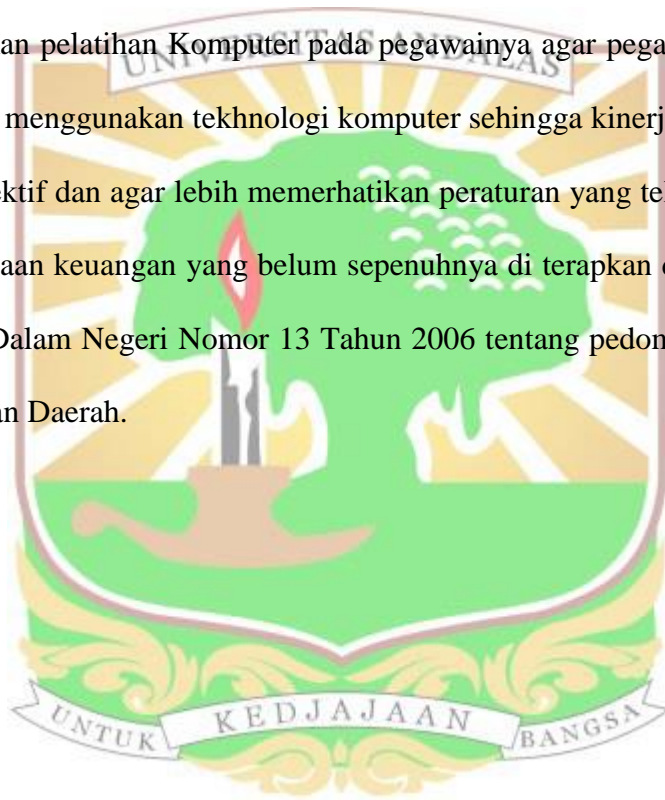 an pelatihan Komputer pada pegawainya agar pega
UNIVERSITAS ANDALAS
menggunakan tekhnologi komputer sehingga kinerj
ektif dan agar lebih memerhatikan peraturan yang tel
aan keuangan yang belum sepenuhnya di terapkan
Dalam Negeri Nomor 13 Tahun 2006 tentang pedom
an Daerah.
UNTUK KEDJAJAAN BANGSA